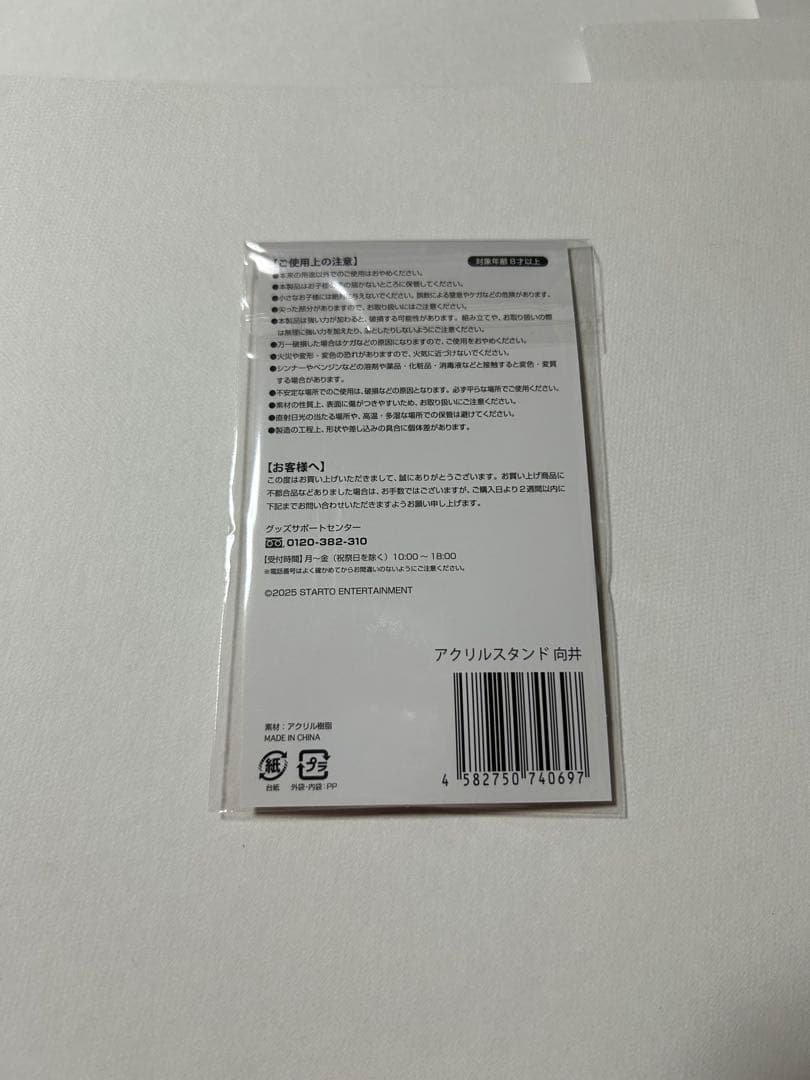 【ご使用上の注意】 対象年齢 8才以上
●本来の用途以外でのご使用はおやめください。
●本製品はお子様の手の届かないところに保管してください。
●小さなお子様には絶対に与えないでください。誤飲による窒息やケガなどの危険があります。
●尖った部分がありますので、お取り扱いにはご注意ください。
●本製品は強い力が加わると、破損する可能性があります。組み立てや、お取り扱いの際
は無理に強い力を加えたり、落としたりしないようにご注意ください。
●万一破損した場合はケガなどの原因になりますので、ご使用をおやめください。
●火災や変形・変色の恐れがありますので、火気に近づけないでください。
●シンナーやベンジンなどの溶剤や薬品・化粧品・消毒液などと接触すると変色・変質
する場合があります。
●不安定な場所でのご使用は、破損などの原因となります。必ず平らな場所でご使用ください。
●素材の性質上、表面に傷がつきやすいため、お取り扱いにご注意ください。
●直射日光の当たる場所や、高温・多湿な場所での保管は避けてください。
●製造の工程上、形状や差し込みの具合に個体差があります。
【お客様へ】
この度はお買い上げいただきまして、誠にありがとうございます。お買い上げ商品に
不都合品などありました場合は、お手数ではございますが、ご購入日より2週間以内に
下記までお問い合わせいただきますようお願い申し上げます。
グッズサポートセンター
0120-382-310
【受付時間】月～金（祝祭日を除く）10:00～18:00
※電話番号はよく確かめてからお間違いのないようにご注意ください。
©2025 STARTO ENTERTAINMENT
アクリルスタンド 向井
素材：アクリル樹脂
MADE IN CHINA
紙 プラ
台紙 外袋・内袋：PP
4 582750 740697